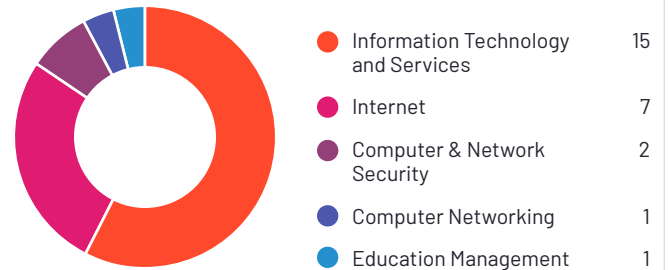 Information Technology 15
and Services
Internet 7
Computer & Network 2
Security
Computer Networking 1
Education Management 1